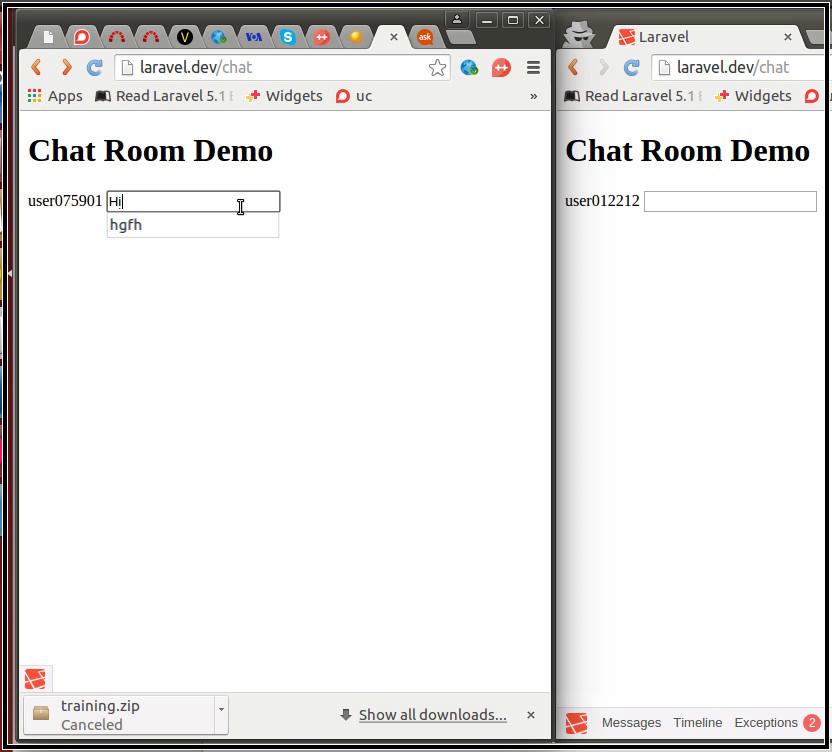 V VOA S ++ ask
laravel.dev/chat
++
Apps Read Laravel 5.1 Widgets uc »
Chat Room Demo
user075901 Hi
hgfh
training.zip
Canceled
Show all downloads...
Laravel
laravel.dev/chat
Read Laravel 5.1 Widgets
Chat Room Demo
user012212
Messages Timeline Exceptions 2